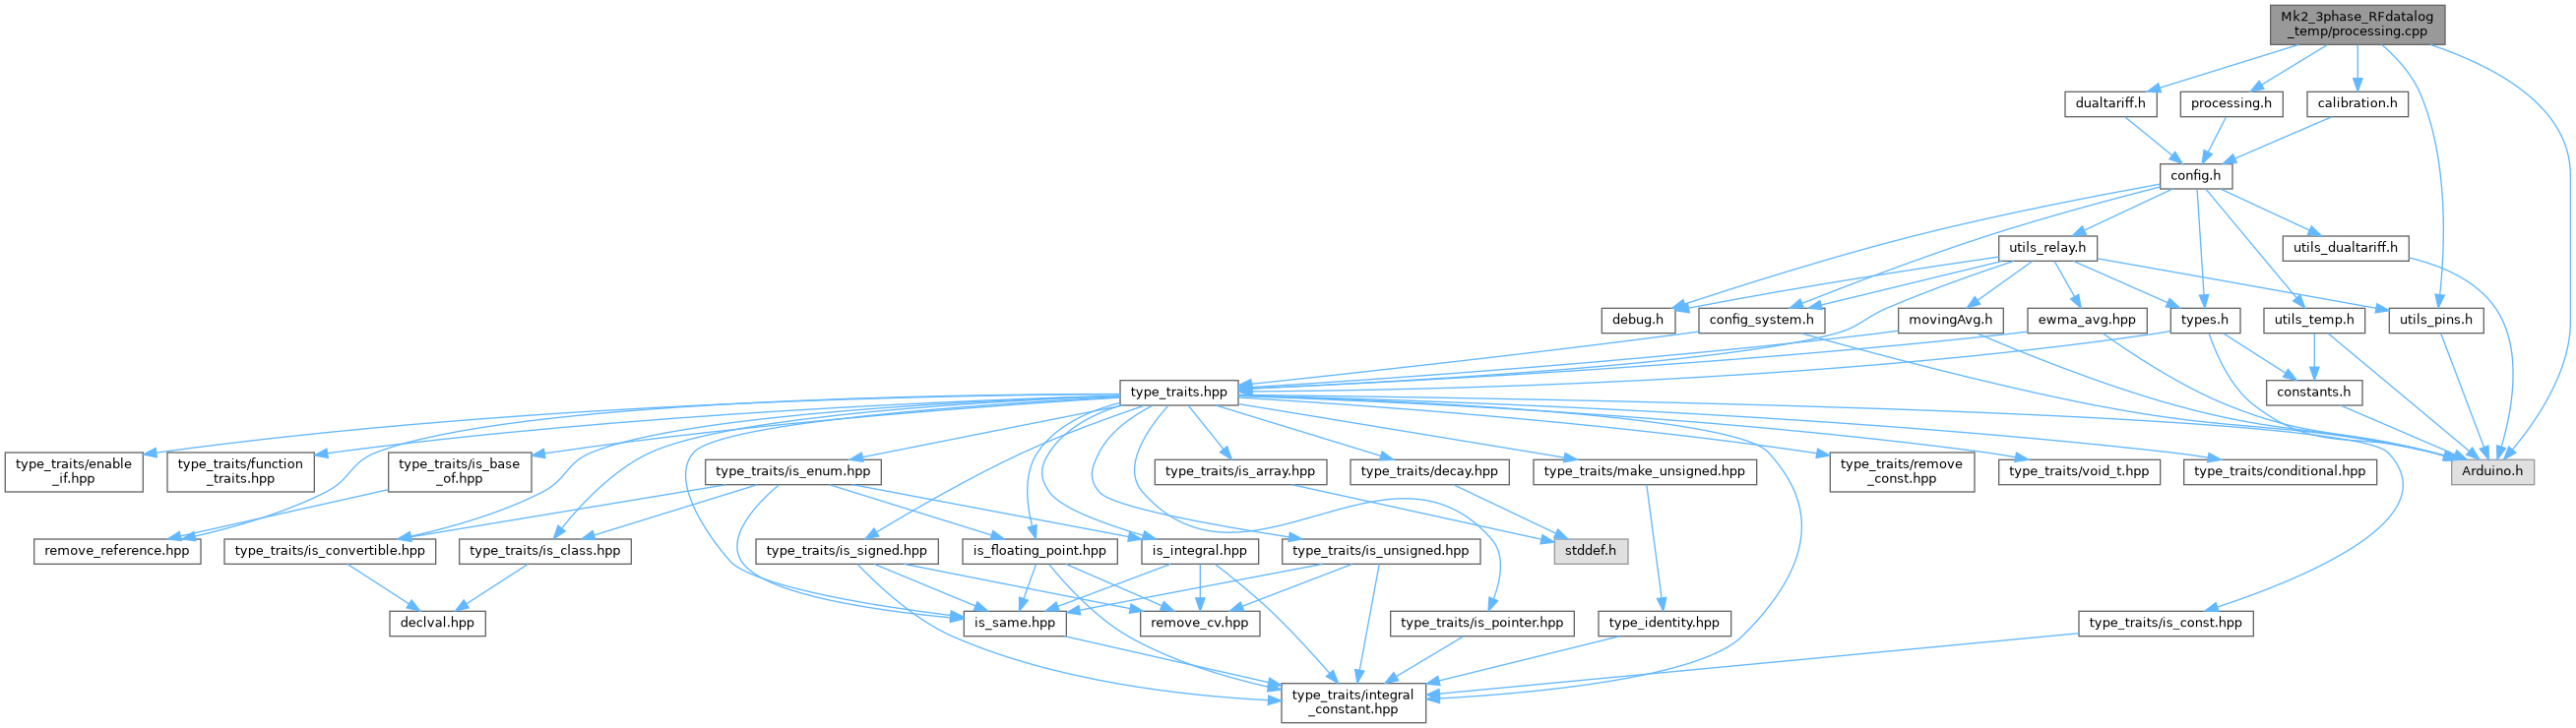 Mk2_3phase_RFdatalog
_temp/processing.cpp
dualtariff.h
processing.h
calibration.h
config.h
utils_relay.h
utils_dualtariff.h
debug.h
config_system.h
movingAvg.h
ewma_avg.hpp
types.h
utils_temp.h
utils_pins.h
type_traits.hpp
constants.h
type_traits/enable
_if.hpp
type_traits/function
_traits.hpp
type_traits/is_base
_of.hpp
type_traits/is_enum.hpp
type_traits/is_array.hpp
type_traits/decay.hpp
type_traits/make_unsigned.hpp
type_traits/remove
_const.hpp
type_traits/void_t.hpp
type_traits/conditional.hpp
Arduino.h
remove_reference.hpp
type_traits/is_convertible.hpp
type_traits/is_class.hpp
type_traits/is_signed.hpp
is_floating_point.hpp
is_integral.hpp
type_traits/is_unsigned.hpp
stddef.h
declval.hpp
is_same.hpp
remove_cv.hpp
type_traits/is_pointer.hpp
type_identity.hpp
type_traits/is_const.hpp
type_traits/integral
_constant.hpp